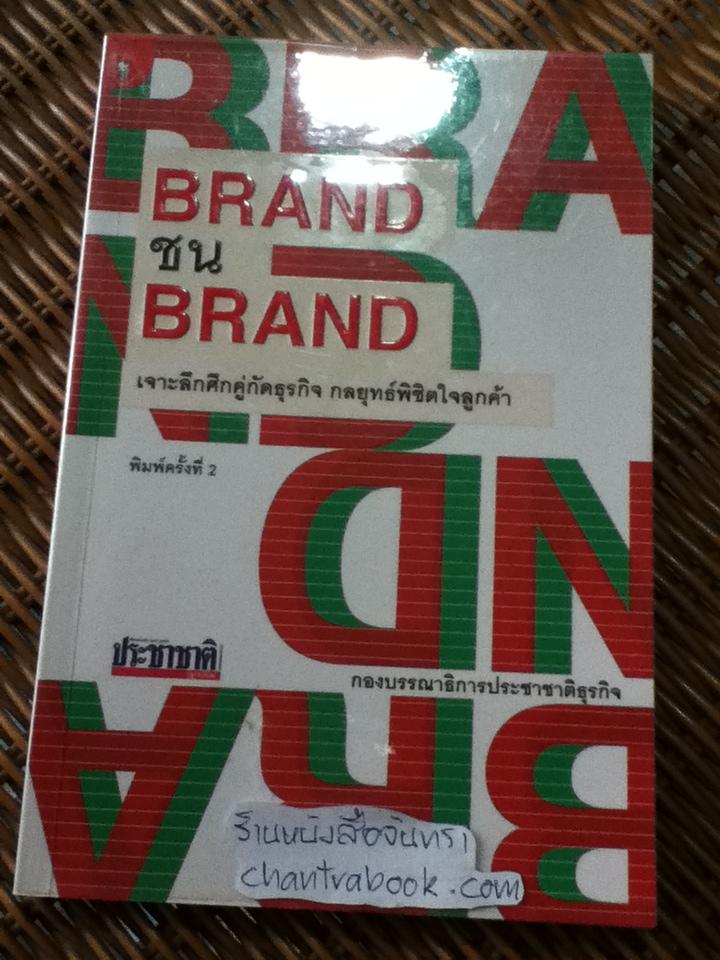 BRAND
ชน
BRAND
เจาะลึกศึกคู่กัดธุรกิจ กลยุทธ์พิชิตใจลูกค้า
พิมพ์ครั้งที่ 2
ประชาชาติ
กองบรรณาธิการประชาชาติธุรกิจ
ร้านหนังสือจันทรา
chantrabook.com